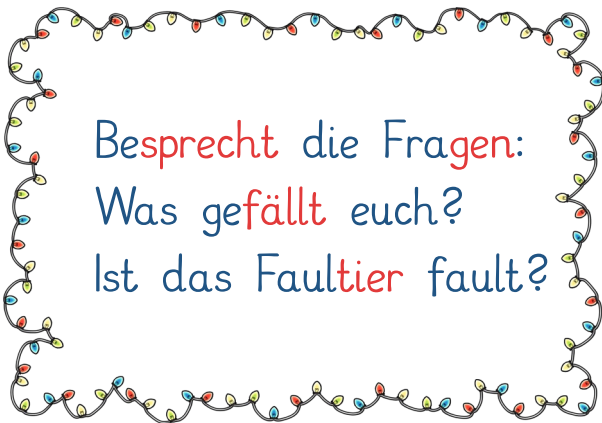 Besprecht die Fragen:
Was gefällt euch?
Ist das Faultier fault?